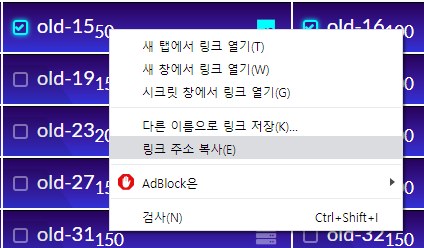 old-15 50
old-16 100
새 탭에서 링크 열기(T)
새 창에서 링크 열기(W)
시크릿 창에서 링크 열기(G)
다른 이름으로 링크 저장(K)...
링크 주소 복사(E)
AdBlock은
검사(N) Ctrl+Shift+I
old-19
old-23
old-27
old-31 150
old-32 150